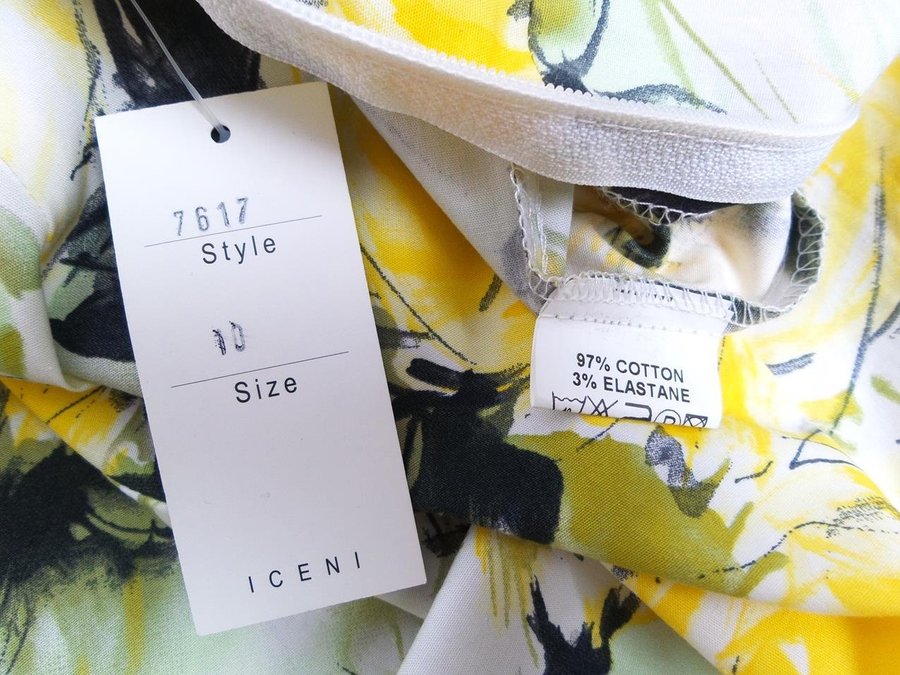 7617
Style
10
Size
ICENI
97% COTTON
3% ELASTANE